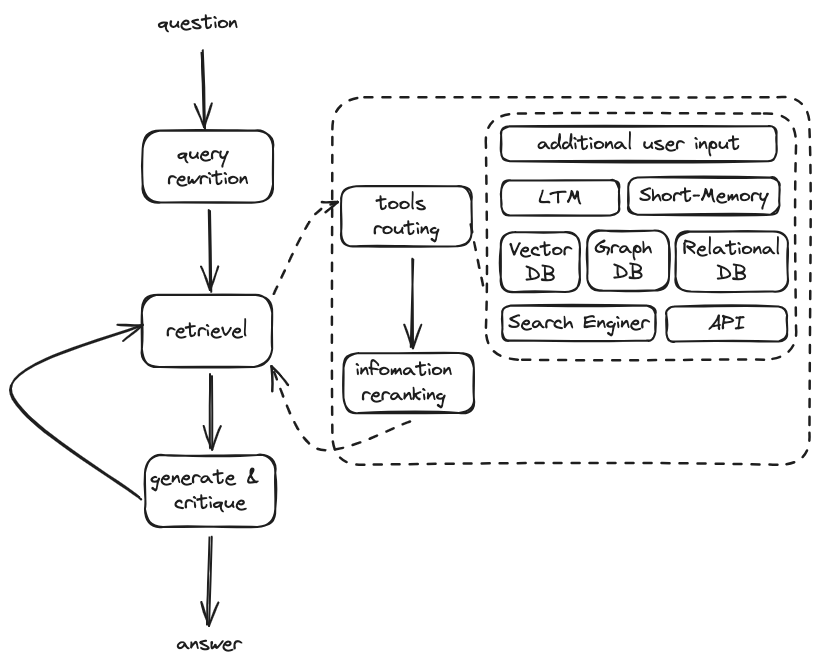 question
query
rewrition
retrievel
generate &
critique
answer
tools
routing
infomation
reranking
additional user input
LTM
Short-Memory
Vector
DB
Graph
DB
Relational
DB
Search Enginer
API